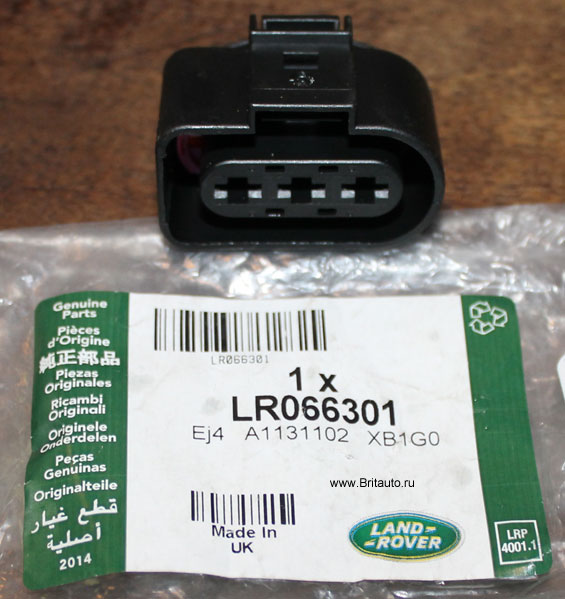 Genuine
Parts
Pièces
d'Origine
純正部品
Piezas
Originales
Ricambi
Originali
Originele
Onderdelen
Peças
Genuinas
Originalteile
قطع غيار
أصلية
2014
LR066301
1 x
LR066301
Ej4 A1131102 XB1G0
www.Britauto.ru
Made In
UK
LAND-
-ROVER
LRP
4001.1